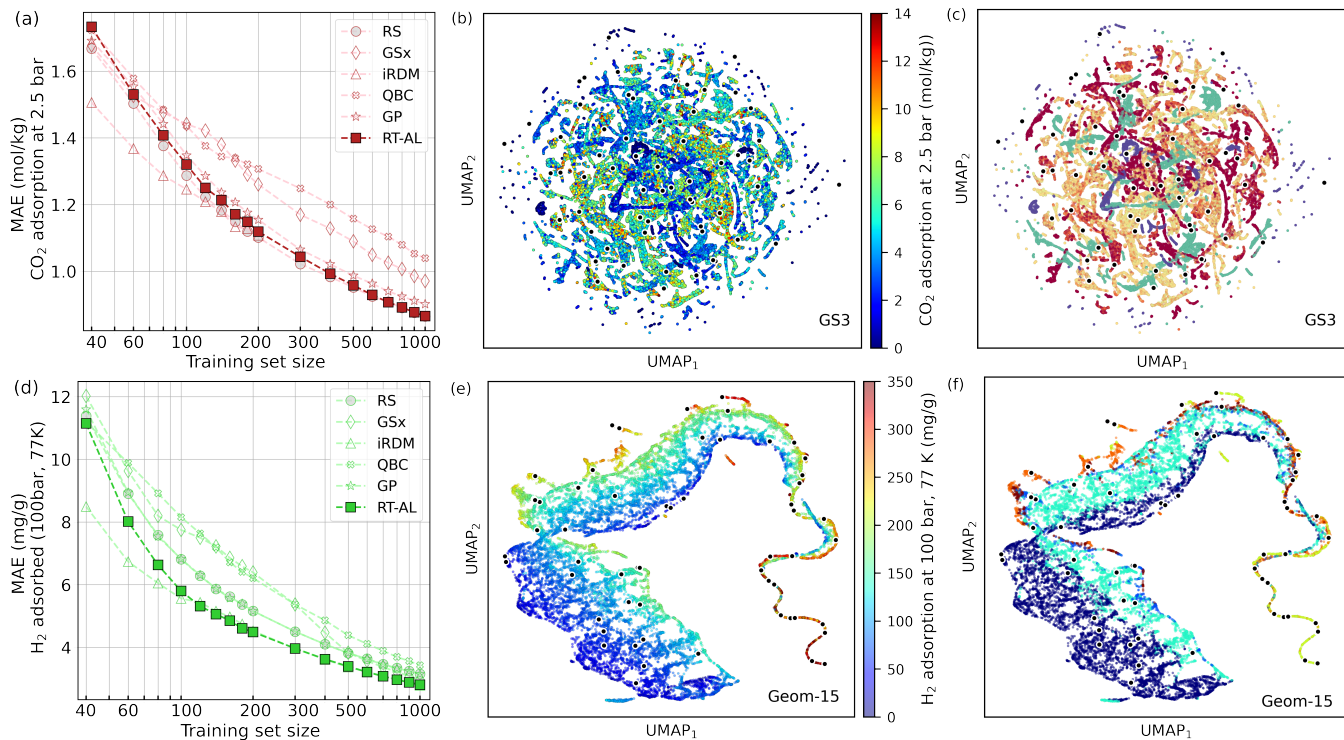 (a)
MAE (mol/kg)
CO₂ adsorption at 2.5 bar
1.6
1.4
1.2
1.0
RS
GSx
iRDM
QBC
GP
RT-AL
40 60 100 200 300 500 1000
Training set size
(b)
UMAP₂
UMAP₁
GS3
14
12
10
8
6
4
2
0
CO₂ adsorption at 2.5 bar (mol/kg))
(c)
UMAP₂
UMAP₁
GS3
(d)
MAE (mg/g)
H₂ adsorbed (100bar, 77K)
12
10
8
6
4
RS
GSx
iRDM
QBC
GP
RT-AL
40 60 100 200 300 500 1000
Training set size
(e)
UMAP₂
UMAP₁
Geom-15
350
300
250
200
150
100
50
0
H₂ adsorption at 100 bar, 77 K (mg/g)
(f)
UMAP₂
UMAP₁
Geom-15